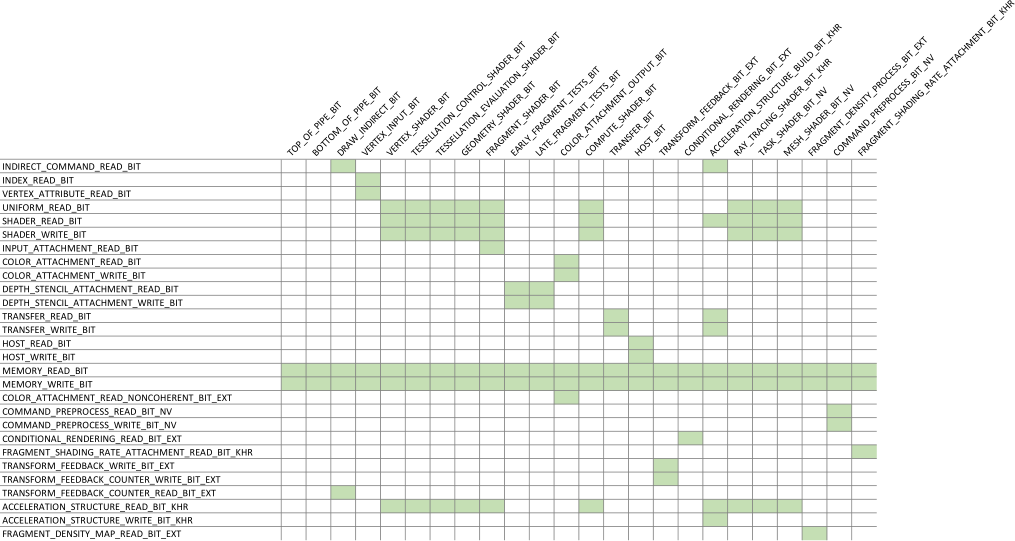 TOP_OF_PIPE_BIT
BOTTOM_OF_PIPE_BIT
DRAW_INDIRECT_BIT
VERTEX_INPUT_BIT
VERTEX_SHADER_BIT
TESSELLATION_CONTROL_SHADER_BIT
TESSELLATION_EVALUATION_SHADER_BIT
GEOMETRY_SHADER_BIT
FRAGMENT_SHADER_BIT
EARLY_FRAGMENT_TESTS_BIT
LATE_FRAGMENT_TESTS_BIT
COLOR_ATTACHMENT_OUTPUT_BIT
COMPUTE_SHADER_BIT
TRANSFER_BIT
HOST_BIT
TRANSFORM_FEEDBACK_BIT_EXT
CONDITIONAL_RENDERING_BIT_EXT
ACCELERATION_STRUCTURE_BUILD_BIT_KHR
RAY_TRACING_SHADER_BIT_KHR
TASK_SHADER_BIT_NV
MESH_SHADER_BIT_NV
FRAGMENT_DENSITY_PROCESS_BIT_EXT
COMMAND_PREPROCESS_BIT_NV
FRAGMENT_SHADING_RATE_ATTACHMENT_BIT_KHR
INDIRECT_COMMAND_READ_BIT
INDEX_READ_BIT
VERTEX_ATTRIBUTE_READ_BIT
UNIFORM_READ_BIT
SHADER_READ_BIT
SHADER_WRITE_BIT
INPUT_ATTACHMENT_READ_BIT
COLOR_ATTACHMENT_READ_BIT
COLOR_ATTACHMENT_WRITE_BIT
DEPTH_STENCIL_ATTACHMENT_READ_BIT
DEPTH_STENCIL_ATTACHMENT_WRITE_BIT
TRANSFER_READ_BIT
TRANSFER_WRITE_BIT
HOST_READ_BIT
HOST_WRITE_BIT
MEMORY_READ_BIT
MEMORY_WRITE_BIT
COLOR_ATTACHMENT_READ_NONCOHERENT_BIT_EXT
COMMAND_PREPROCESS_READ_BIT_NV
COMMAND_PREPROCESS_WRITE_BIT_NV
CONDITIONAL_RENDERING_READ_BIT_EXT
FRAGMENT_SHADING_RATE_ATTACHMENT_READ_BIT_KHR
TRANSFORM_FEEDBACK_WRITE_BIT_EXT
TRANSFORM_FEEDBACK_COUNTER_WRITE_BIT_EXT
TRANSFORM_FEEDBACK_COUNTER_READ_BIT_EXT
ACCELERATION_STRUCTURE_READ_BIT_KHR
ACCELERATION_STRUCTURE_WRITE_BIT_KHR
FRAGMENT_DENSITY_MAP_READ_BIT_EXT